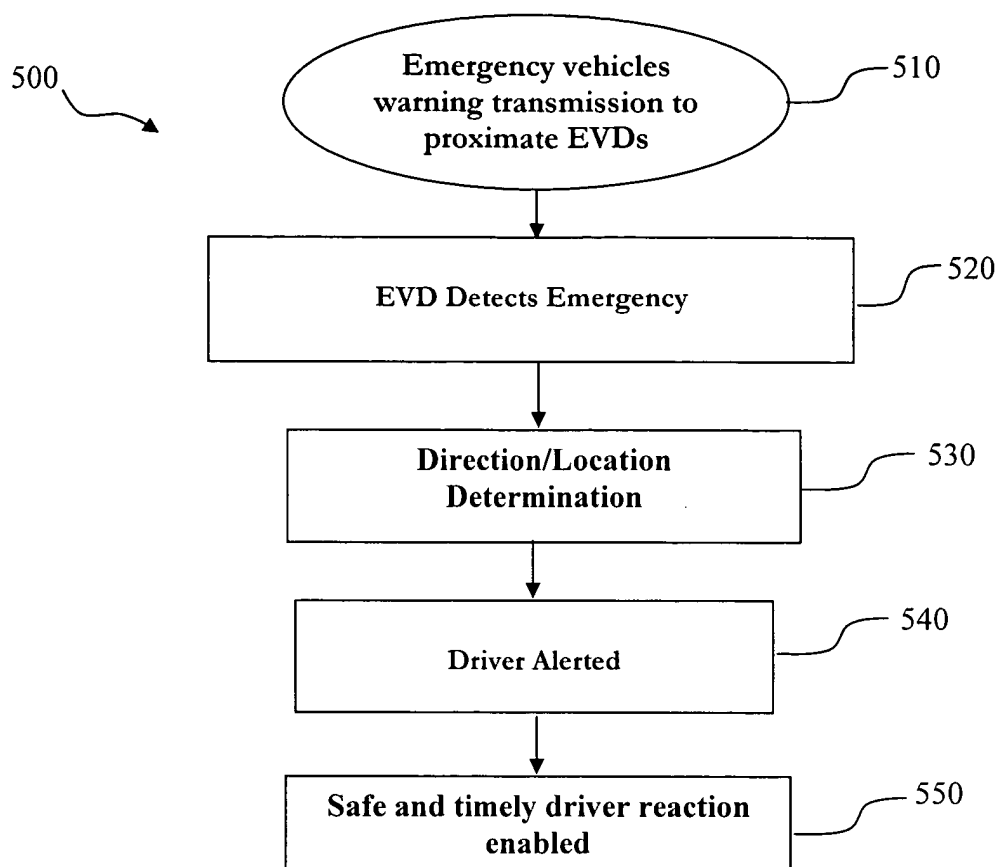 500
Emergency vehicles
warning transmission to
proximate EVDs
510
EVD Detects Emergency
520
Direction/Location
Determination
530
Driver Alerted
540
Safe and timely driver reaction
enabled
550